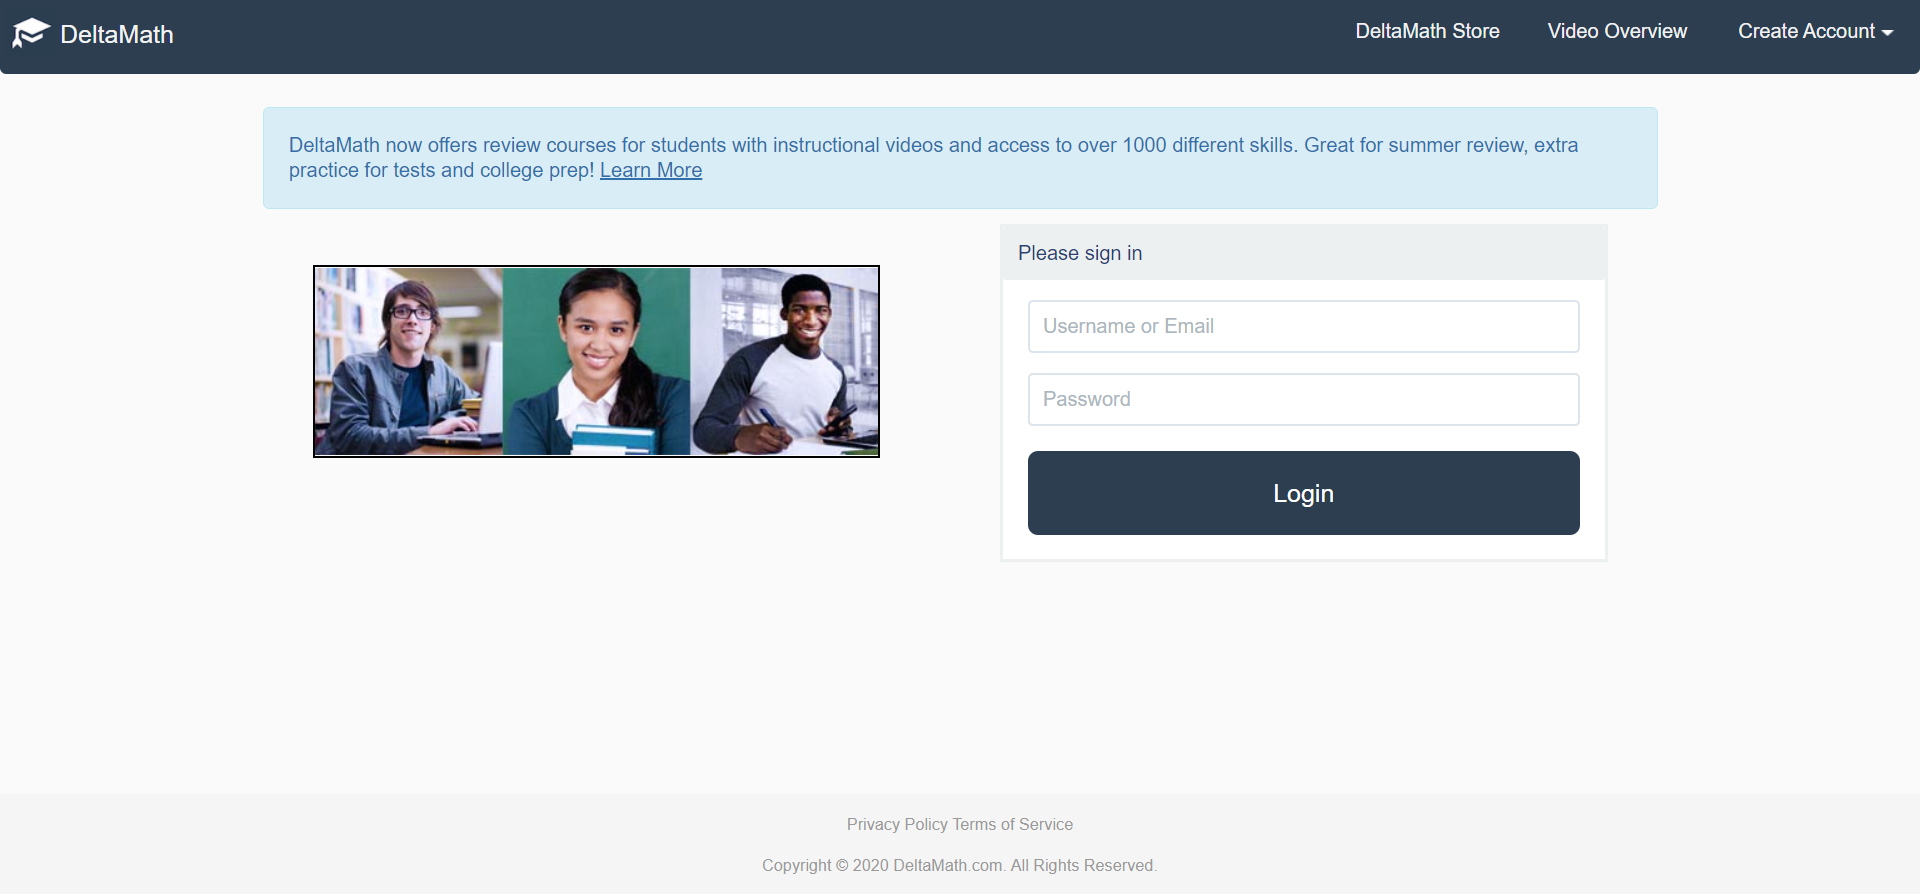 DeltaMath
DeltaMath Store
Video Overview
Create Account
DeltaMath now offers review courses for students with instructional videos and access to over 1000 different skills. Great for summer review, extra
practice for tests and college prep! Learn More
Please sign in
Username or Email
Password
Login
Privacy Policy Terms of Service
Copyright © 2020 DeltaMath.com. All Rights Reserved.